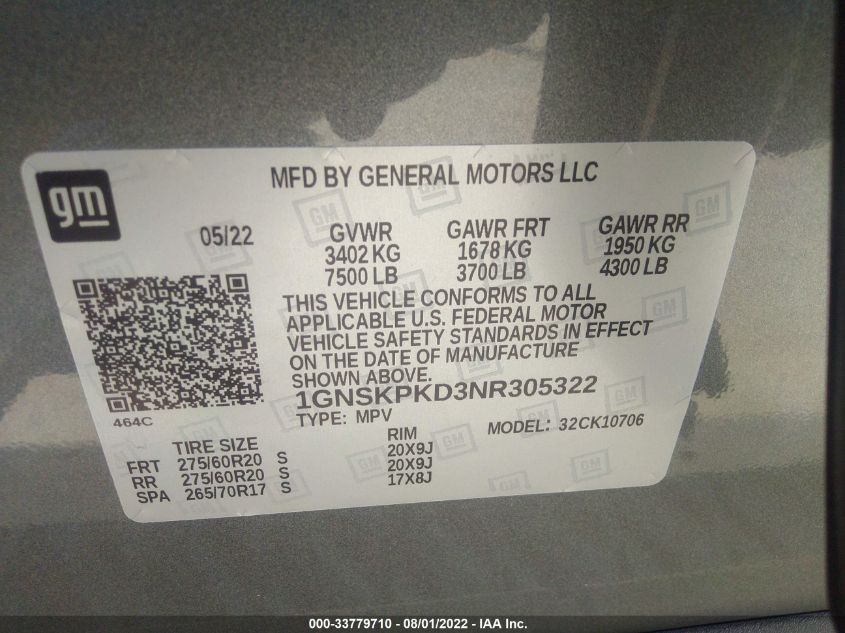 gm
MFD BY GENERAL MOTORS LLC
05/22
GVWR GAWR FRT GAWR RR
3402 KG 1678 KG 1950 KG
7500 LB 3700 LB 4300 LB
THIS VEHICLE CONFORMS TO ALL
APPLICABLE U.S. FEDERAL MOTOR
VEHICLE SAFETY STANDARDS IN EFFECT
ON THE DATE OF MANUFACTURE
SHOWN ABOVE.
1GNSKPKD3NR305322
464C
TYPE: MPV MODEL: 32CK10706
TIRE SIZE RIM
FRT 275/60R20 S 20X9J
RR 275/60R20 S 20X9J
SPA 265/70R17 S 17X8J
000-33779710 - 08/01/2022 - IAA Inc.